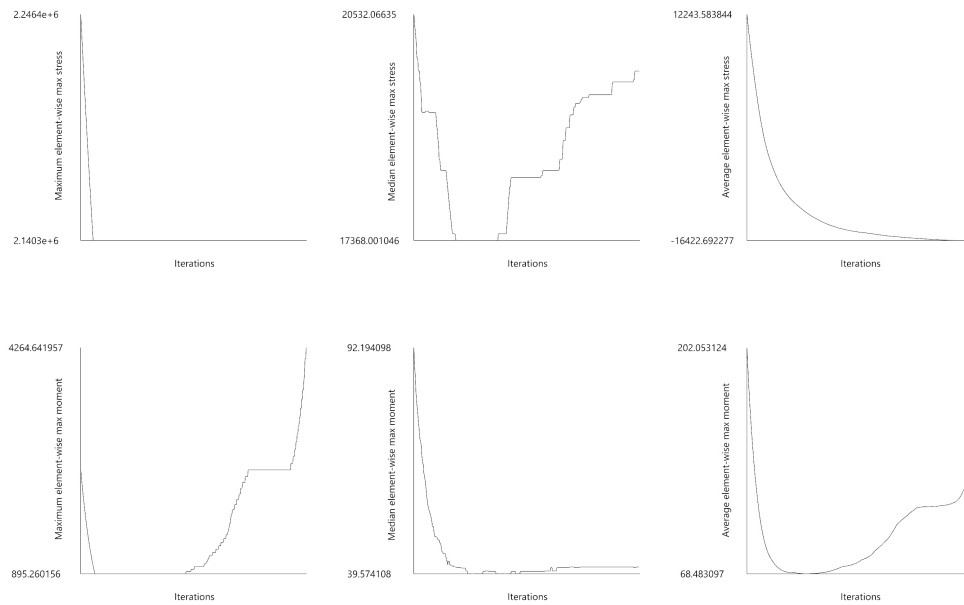 2.2464e+6
Maximum element-wise max stress
2.1403e+6
Iterations
20532.06635
Median element-wise max stress
17368.001046
Iterations
12243.583844
Average element-wise max stress
-16422.692277
Iterations
4264.641957
Maximum element-wise max moment
895.260156
Iterations
92.194098
Median element-wise max moment
39.574108
Iterations
202.053124
Average element-wise max moment
68.483097
Iterations